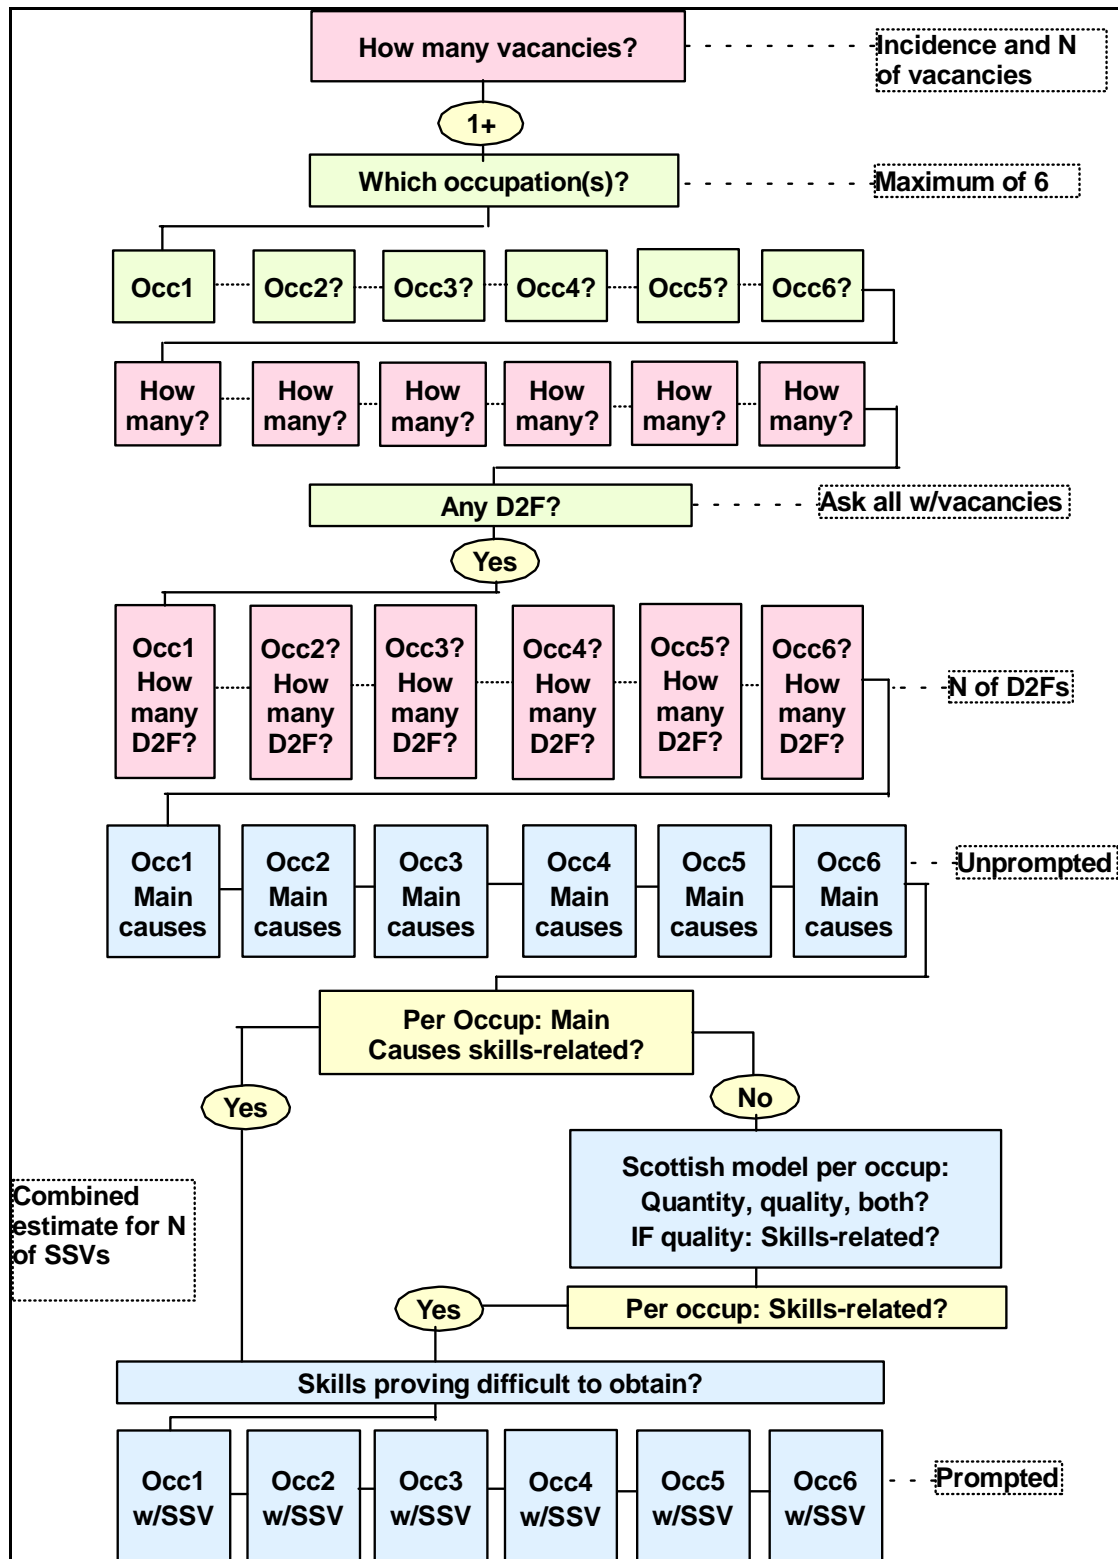 How many vacancies?
Incidence and N
of vacancies
1+
Which occupation(s)?
Maximum of 6
Occ1
Occ2?
Occ3?
Occ4?
Occ5?
Occ6?
How
many?
How
many?
How
many?
How
many?
How
many?
How
many?
Any D2F?
Ask all w/vacancies
Yes
Occ1
How
many
D2F?
Occ2?
How
many
D2F?
Occ3?
How
many
D2F?
Occ4?
How
many
D2F?
Occ5?
How
many
D2F?
Occ6?
How
many
D2F?
N of D2Fs
Occ1
Main
causes
Occ2
Main
causes
Occ3
Main
causes
Occ4
Main
causes
Occ5
Main
causes
Occ6
Main
causes
Unprompted
Per Occup: Main
Causes skills-related?
Yes
No
Scottish model per occup:
Quantity, quality, both?
IF quality: Skills-related?
Combined
estimate for N
of SSVs
Yes
Per occup: Skills-related?
Skills proving difficult to obtain?
Occ1
w/SSV
Occ2
w/SSV
Occ3
w/SSV
Occ4
w/SSV
Occ5
w/SSV
Occ6
w/SSV
Prompted